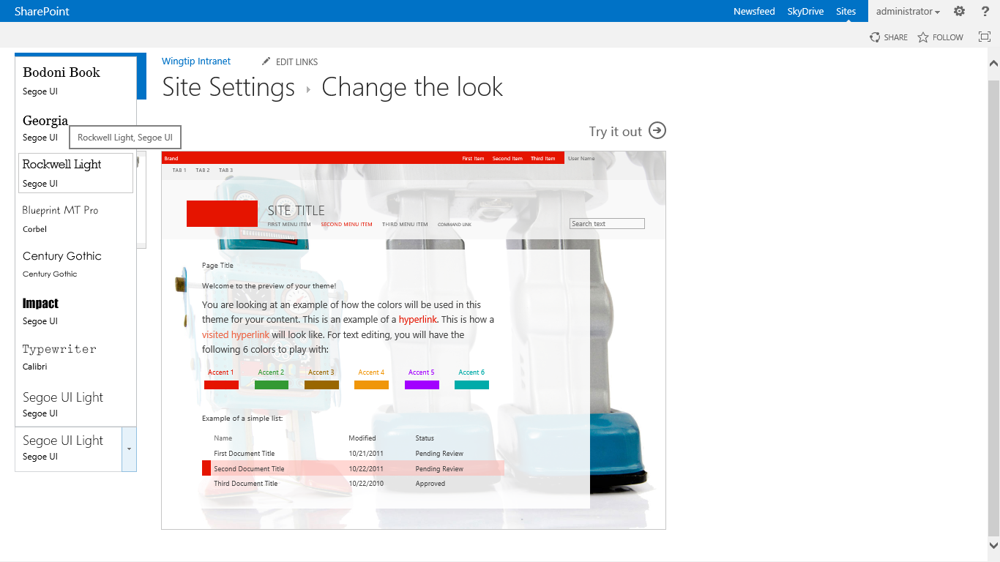 SharePoint
Newsfeed SkyDrive Sites administrator ?
SHARE FOLLOW
Wingtip Intranet EDIT LINKS
Site Settings Change the look
Bodoni Book
Segoe UI
Georgia
Segoe UI
Rockwell Light, Segoe UI
Rockwell Light
Segoe UI
Blueprint MT Pro
Corbel
Century Gothic
Century Gothic
Impact
Segoe UI
Typewriter
Calibri
Segoe UI Light
Segoe UI
Segoe UI Light
Segoe UI
Try it out
Brand First Item Second Item Third Item User Name
TAB 1 TAB 2 TAB 3
SITE TITLE
FIRST MENU ITEM SECOND MENU ITEM THIRD MENU ITEM COMMAND LINK
Search text
Page Title
Welcome to the preview of your theme!
You are looking at an example of how the colors will be used in this
theme for your content. This is an example of a hyperlink. This is how a
visited hyperlink will look like. For text editing, you will have the
following 6 colors to play with:
Accent 1 Accent 2 Accent 3 Accent 4 Accent 5 Accent 6
Example of a simple list:
Name Modified Status
First Document Title 10/21/2011 Pending Review
Second Document Title 10/22/2011 Pending Review
Third Document Title 10/22/2010 Approved